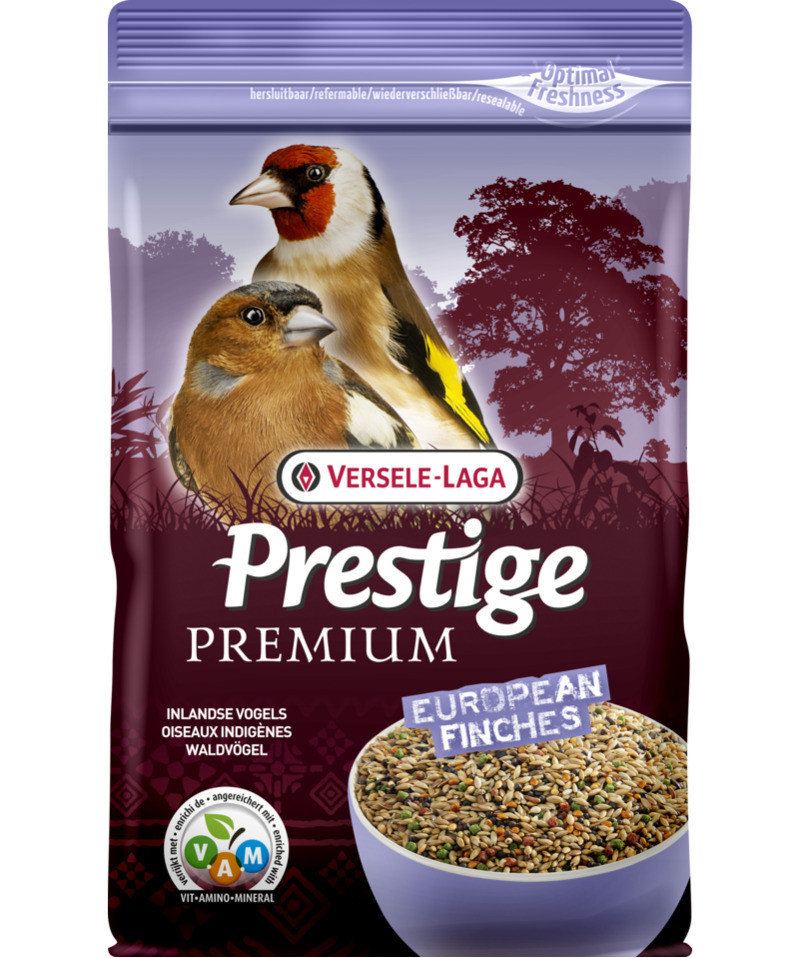 Optimal
Freshness
hersluitbaar/refermable/wiederverschließbar/resealable
VERSELE-LAGA
Prestige
PREMIUM
EUROPEAN
FINCHES
INLANDSE VOGELS
OISEAUX INDIGÈNES
WALDVÖGEL
verrijkt met • enrichi de • angereichert mit • enriched with
VAM
VIT•AMINO•MINERAL